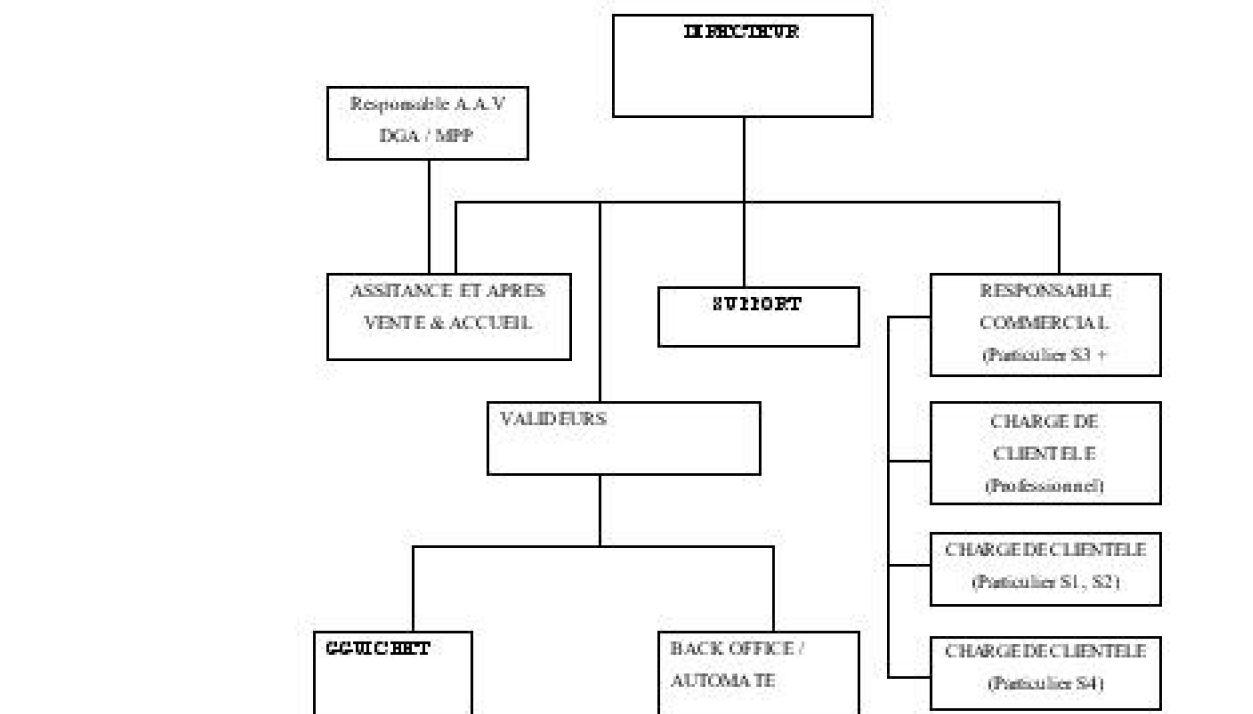 DIRECTEUR
Responsable A.A.V
DGA / MPP
ASSITANCE ET APRES
VENTE & ACCUEIL
SUPPORT
RESPONSABLE
COMMERCIAL
(Particulier S3 +
VALIDEURS
CHARGE DE
CLIENTELE
(Professionnel)
CHARGE DE CLIENTELE
(Particulier S1, S2)
GGUICHET
BACK OFFICE /
AUTOMATE
CHARGE DE CLIENTELE
(Particulier S4)